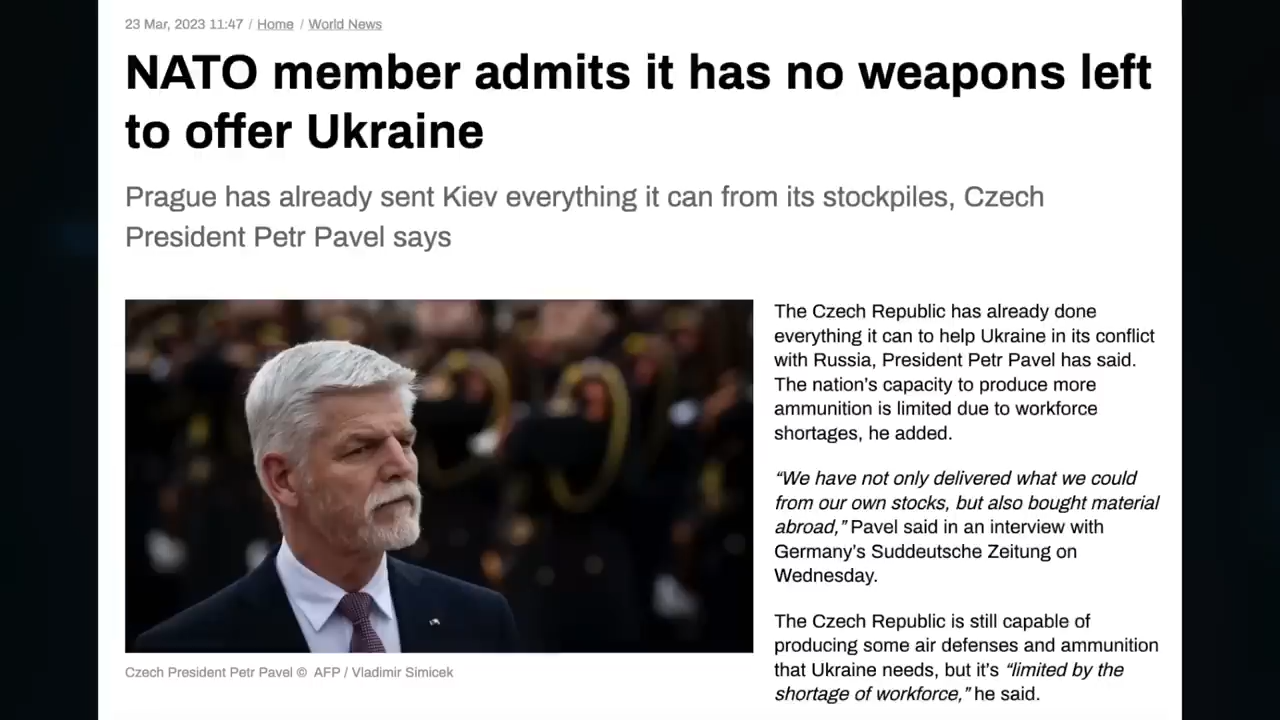 23 Mar, 2023 11:47 / Home / World News
NATO member admits it has no weapons left
to offer Ukraine
Prague has already sent Kiev everything it can from its stockpiles, Czech
President Petr Pavel says
The Czech Republic has already done
everything it can to help Ukraine in its conflict
with Russia, President Petr Pavel has said.
The nation's capacity to produce more
ammunition is limited due to workforce
shortages, he added.
“We have not only delivered what we could
from our own stocks, but also bought material
abroad,” Pavel said in an interview with
Germany’s Suddeutsche Zeitung on
Wednesday.
The Czech Republic is still capable of
producing some air defenses and ammunition
that Ukraine needs, but it’s “limited by the
shortage of workforce,” he said.
Czech President Petr Pavel © AFP / Vladimir Simicek